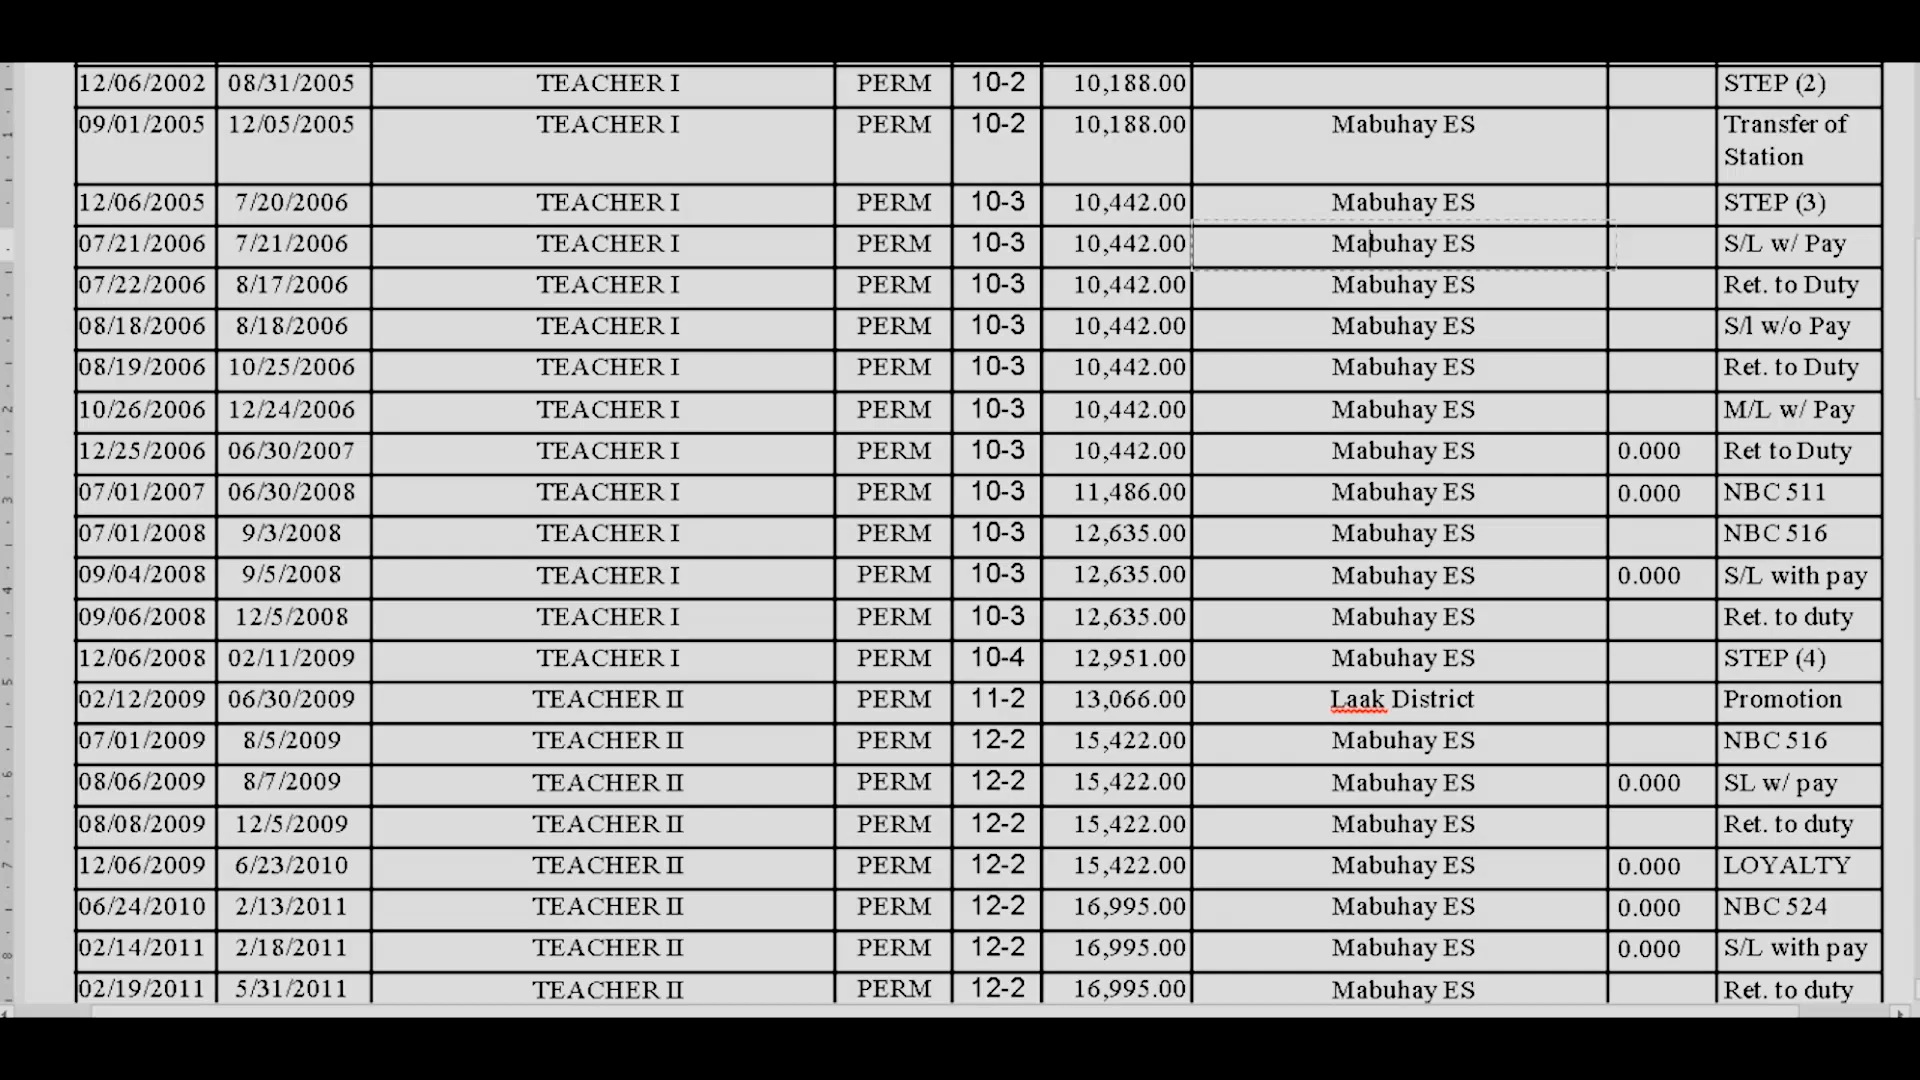 12/06/2002 08/31/2005 TEACHER I PERM 10-2 10,188.00 STEP (2)
09/01/2005 12/05/2005 TEACHER I PERM 10-2 10,188.00 Mabuhay ES Transfer of
Station
12/06/2005 7/20/2006 TEACHER I PERM 10-3 10,442.00 Mabuhay ES STEP (3)
07/21/2006 7/21/2006 TEACHER I PERM 10-3 10,442.00 Mabuhay ES S/L w/ Pay
07/22/2006 8/17/2006 TEACHER I PERM 10-3 10,442.00 Mabuhay ES Ret. to Duty
08/18/2006 8/18/2006 TEACHER I PERM 10-3 10,442.00 Mabuhay ES S/l w/o Pay
08/19/2006 10/25/2006 TEACHER I PERM 10-3 10,442.00 Mabuhay ES Ret. to Duty
10/26/2006 12/24/2006 TEACHER I PERM 10-3 10,442.00 Mabuhay ES M/L w/ Pay
12/25/2006 06/30/2007 TEACHER I PERM 10-3 10,442.00 Mabuhay ES 0.000 Ret to Duty
07/01/2007 06/30/2008 TEACHER I PERM 10-3 11,486.00 Mabuhay ES 0.000 NBC 511
07/01/2008 9/3/2008 TEACHER I PERM 10-3 12,635.00 Mabuhay ES NBC 516
09/04/2008 9/5/2008 TEACHER I PERM 10-3 12,635.00 Mabuhay ES 0.000 S/L with pay
09/06/2008 12/5/2008 TEACHER I PERM 10-3 12,635.00 Mabuhay ES Ret. to duty
12/06/2008 02/11/2009 TEACHER I PERM 10-4 12,951.00 Mabuhay ES STEP (4)
02/12/2009 06/30/2009 TEACHER II PERM 11-2 13,066.00 Laak District Promotion
07/01/2009 8/5/2009 TEACHER II PERM 12-2 15,422.00 Mabuhay ES NBC 516
08/06/2009 8/7/2009 TEACHER II PERM 12-2 15,422.00 Mabuhay ES 0.000 SL w/ pay
08/08/2009 12/5/2009 TEACHER II PERM 12-2 15,422.00 Mabuhay ES Ret. to duty
12/06/2009 6/23/2010 TEACHER II PERM 12-2 15,422.00 Mabuhay ES 0.000 LOYALTY
06/24/2010 2/13/2011 TEACHER II PERM 12-2 16,995.00 Mabuhay ES 0.000 NBC 524
02/14/2011 2/18/2011 TEACHER II PERM 12-2 16,995.00 Mabuhay ES 0.000 S/L with pay
02/19/2011 5/31/2011 TEACHER II PERM 12-2 16,995.00 Mabuhay ES Ret. to duty